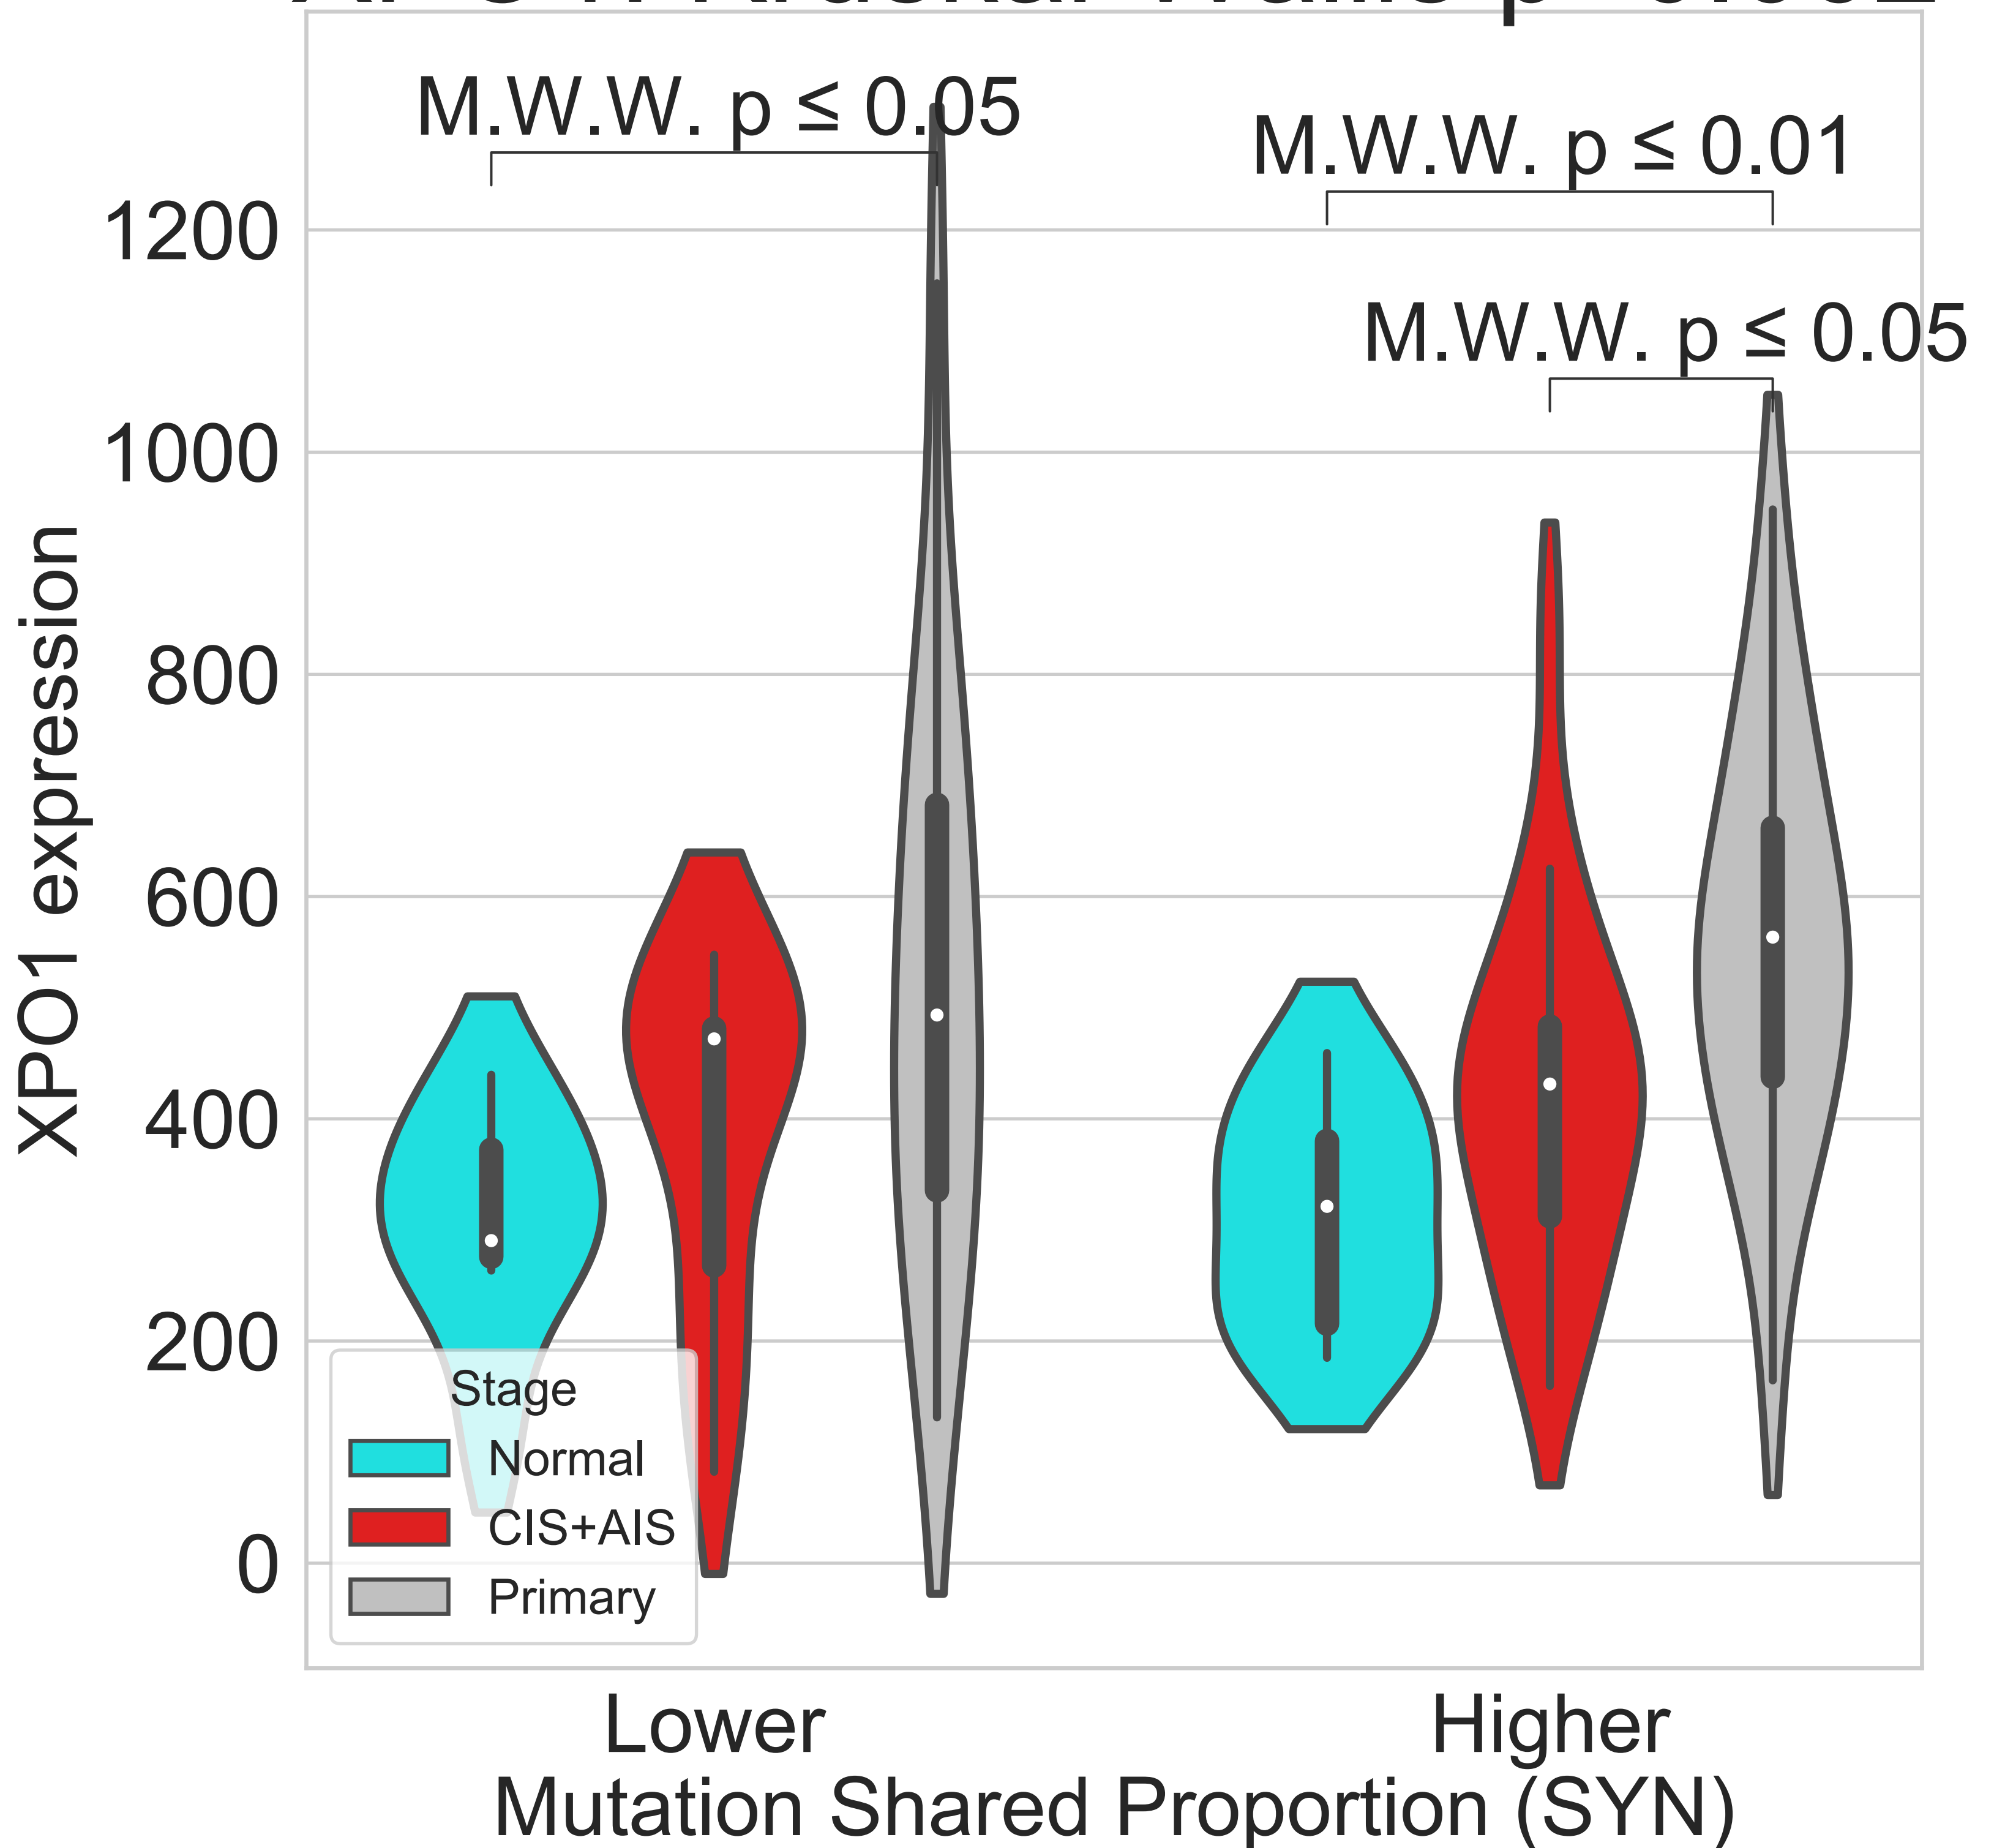 M.W.W. p ≤ 0.05
M.W.W. p ≤ 0.01
M.W.W. p ≤ 0.05
1200
1000
800
600
400
200
0
XPO1 expression
Stage
Normal
CIS+AIS
Primary
Lower
Higher
Mutation Shared Proportion (SYN)